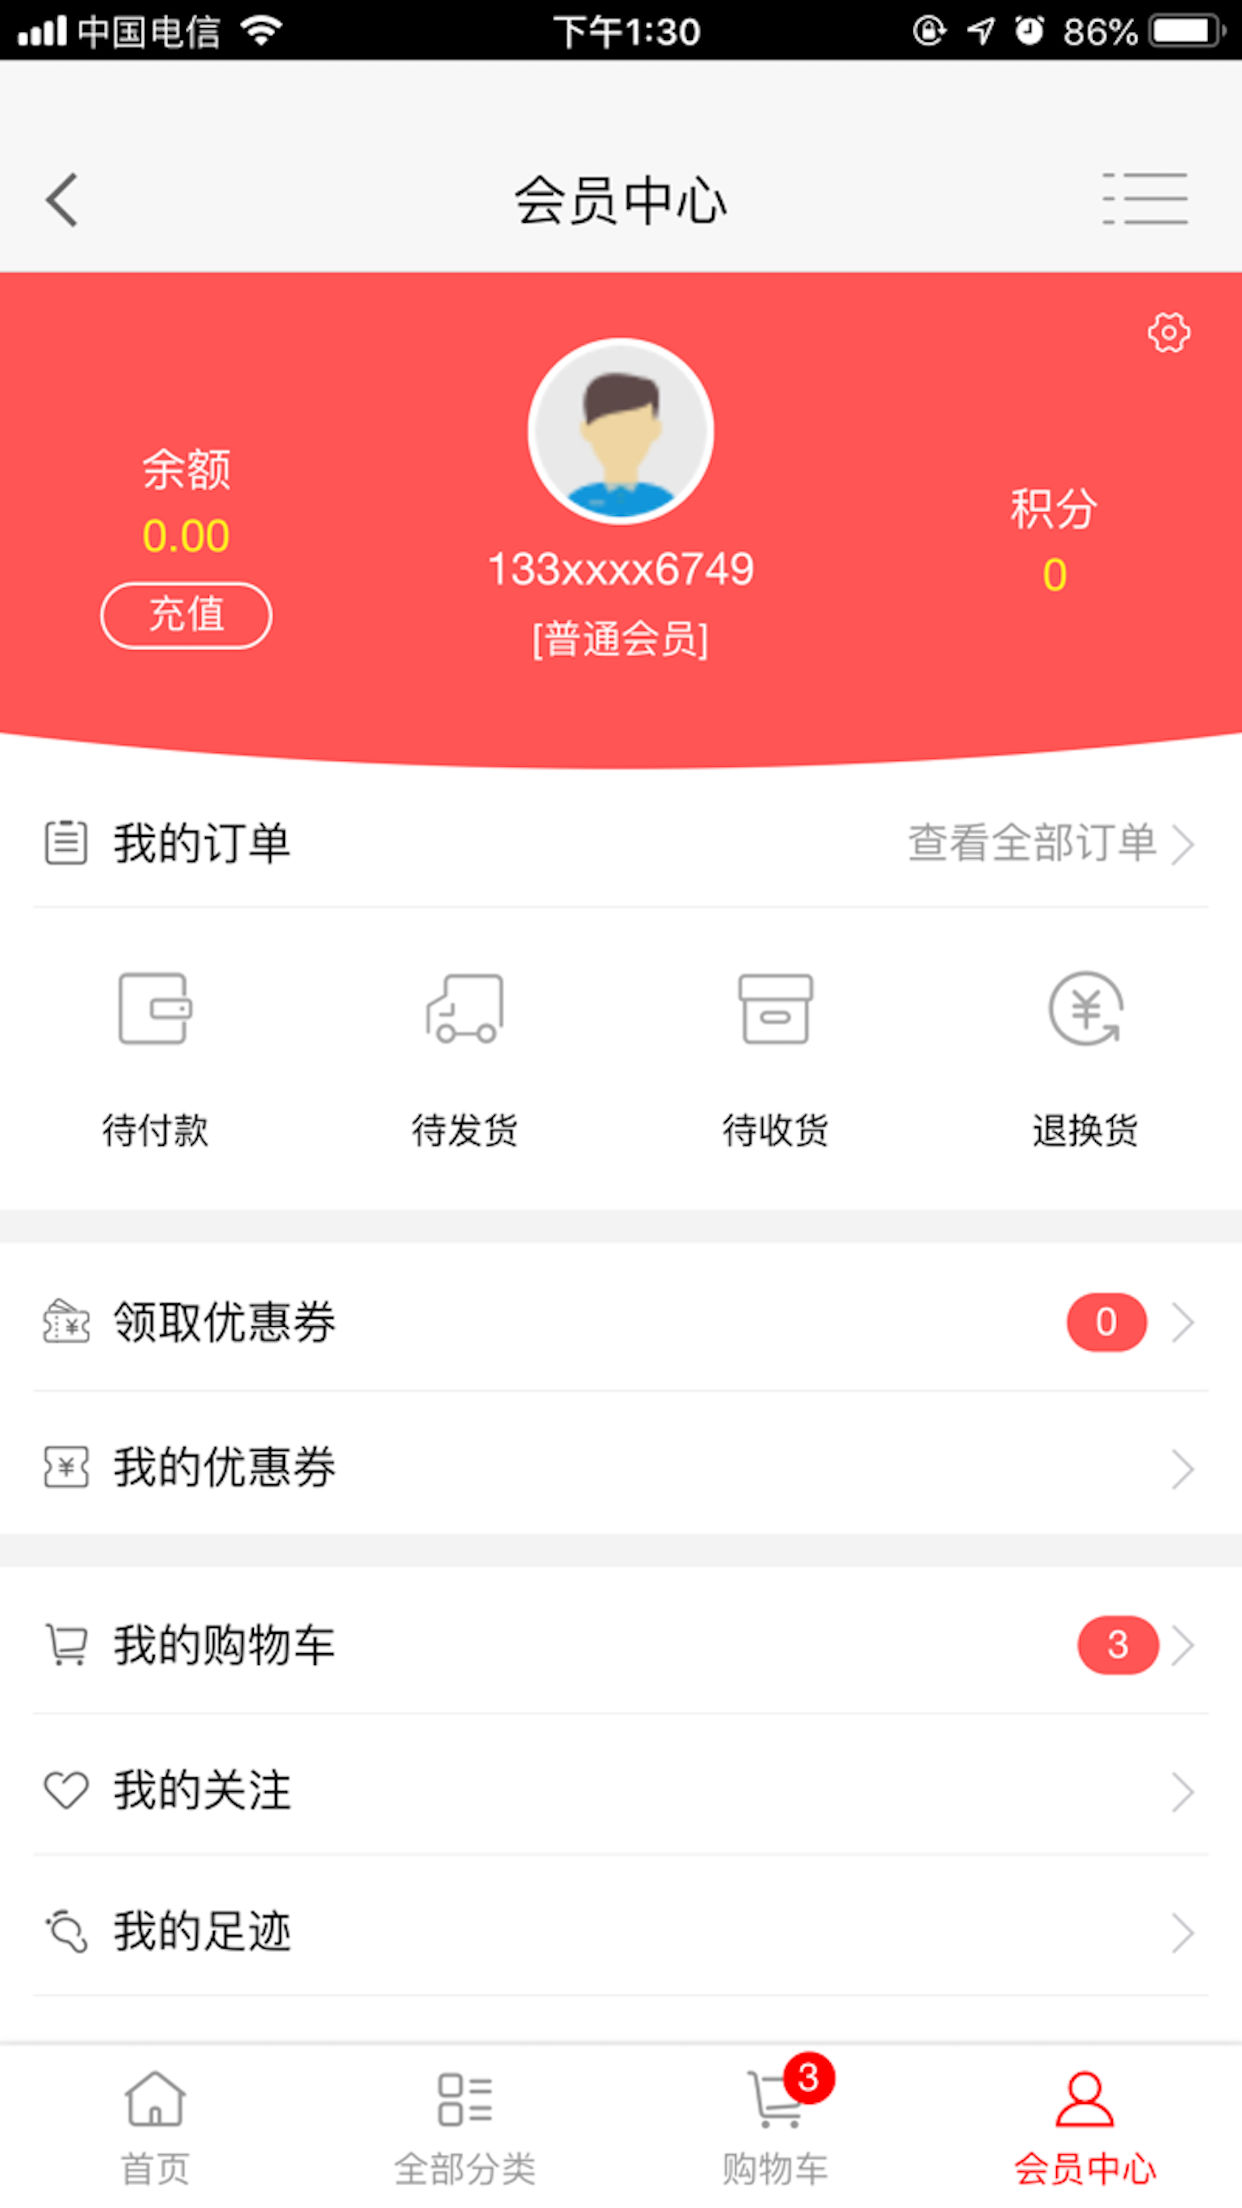 中国电信 下午1:30 86%
会员中心
余额
0.00
充值
133xxxx6749
[普通会员]
积分
0
我的订单 查看全部订单
待付款 待发货 待收货 退换货
领取优惠券 0
我的优惠券
我的购物车 3
我的关注
我的足迹
3
首页 全部分类 购物车 会员中心